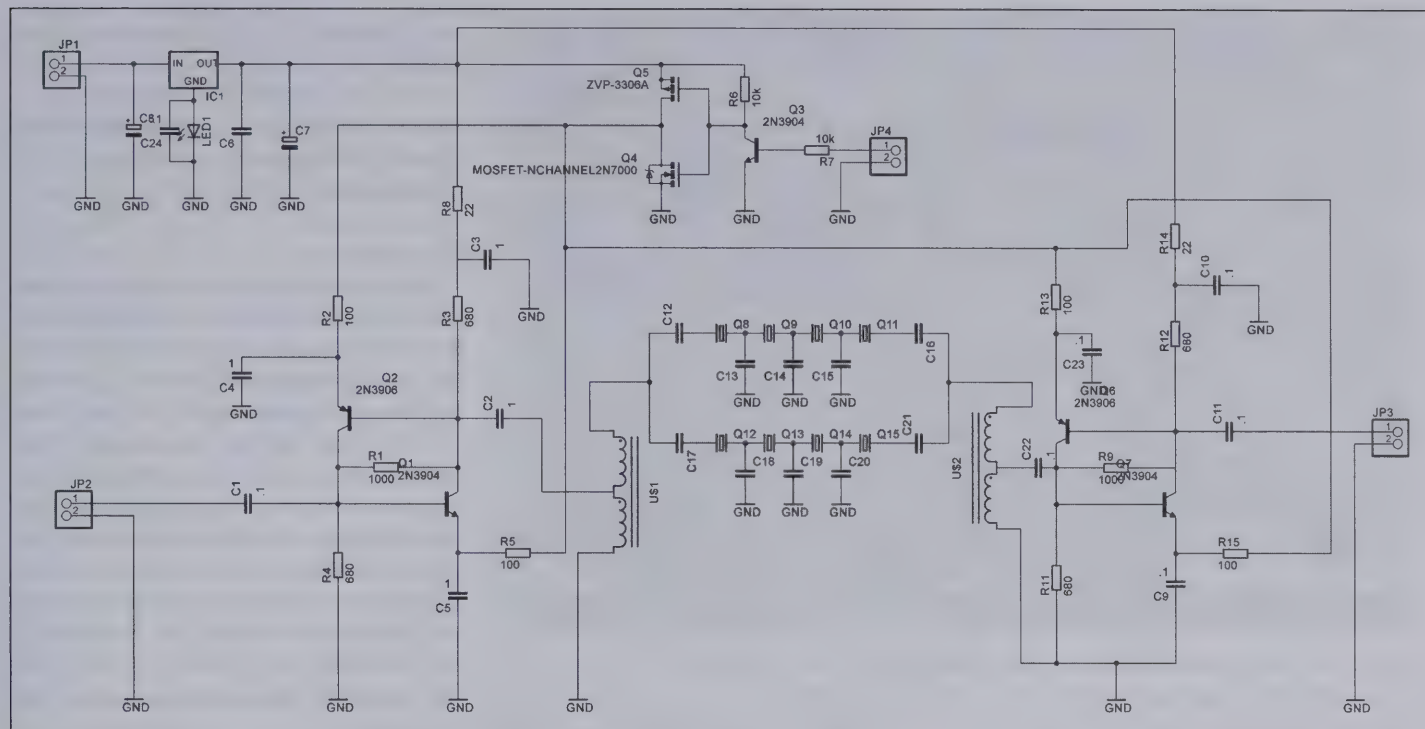 JP1
1
2
GND
IN OUT
GND
IC1
C8.1
C24
LED1
C6
C7
GND
GND
GND
GND
GND
Q5
ZVP-3306A
R6
10k
Q3
2N3904
Q4
MOSFET-NCHANNEL2N7000
10k
R7
JP4
1
2
GND
GND
GND
R8
22
C3
.1
GND
R2
100
R3
680
C4
.1
GND
Q2
2N3906
C2
.1
R1
1000
Q1
2N3904
JP2
1
2
C1
.1
R4
680
R5
100
C5
.1
GND
GND
GND
GND
U$1
C12
Q8
Q9
Q10
Q11
C16
C13
C14
C15
GND
GND
GND
C17
Q12
Q13
Q14
Q15
C21
C18
C19
C20
GND
GND
GND
U$2
C22
.1
R13
100
C23
.1
GND
Q6
2N3906
R14
22
C10
.1
GND
R12
680
C11
.1
JP3
1
2
R9
1000
Q7
2N3904
R11
680
R15
100
C9
.1
GND
GND